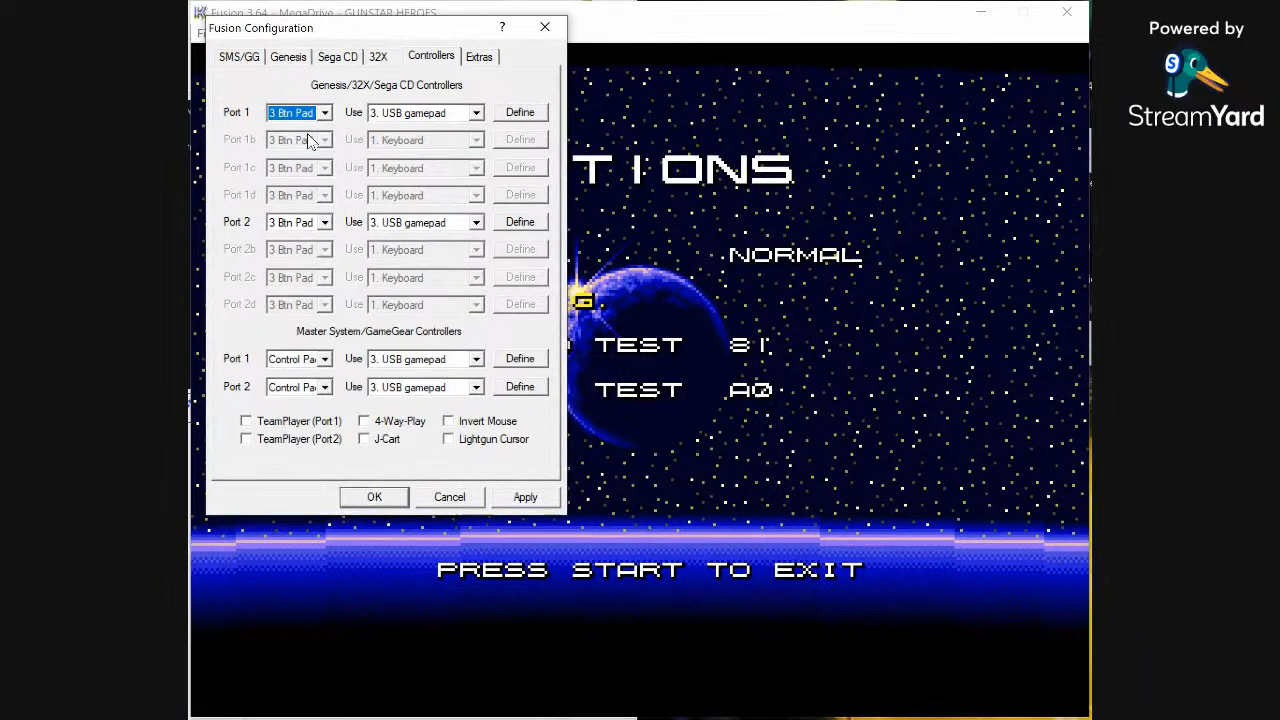 Fusion 3.64 - MegaDrive - GUNSTAR HEROES
Fusion Configuration
SMS/GG Genesis Sega CD 32X Controllers Extras
Genesis/32X/Sega CD Controllers
Port 1 3 Btn Pad Use 3. USB gamepad Define
Port 1b 3 Btn Pad Use 1. Keyboard Define
Port 1c 3 Btn Pad Use 1. Keyboard Define
Port 1d 3 Btn Pad Use 1. Keyboard Define
Port 2 3 Btn Pad Use 3. USB gamepad Define
Port 2b 3 Btn Pad Use 1. Keyboard Define
Port 2c 3 Btn Pad Use 1. Keyboard Define
Port 2d 3 Btn Pad Use 1. Keyboard Define
Master System/GameGear Controllers
Port 1 Control Pa Use 3. USB gamepad Define
Port 2 Control Pa Use 3. USB gamepad Define
TeamPlayer (Port1) 4-Way-Play Invert Mouse
TeamPlayer (Port2) J-Cart Lightgun Cursor
OK Cancel Apply
TIONS
NORMAL
G.
TEST 81
TEST A0
PRESS START TO EXIT
Powered by
S
StreamYard